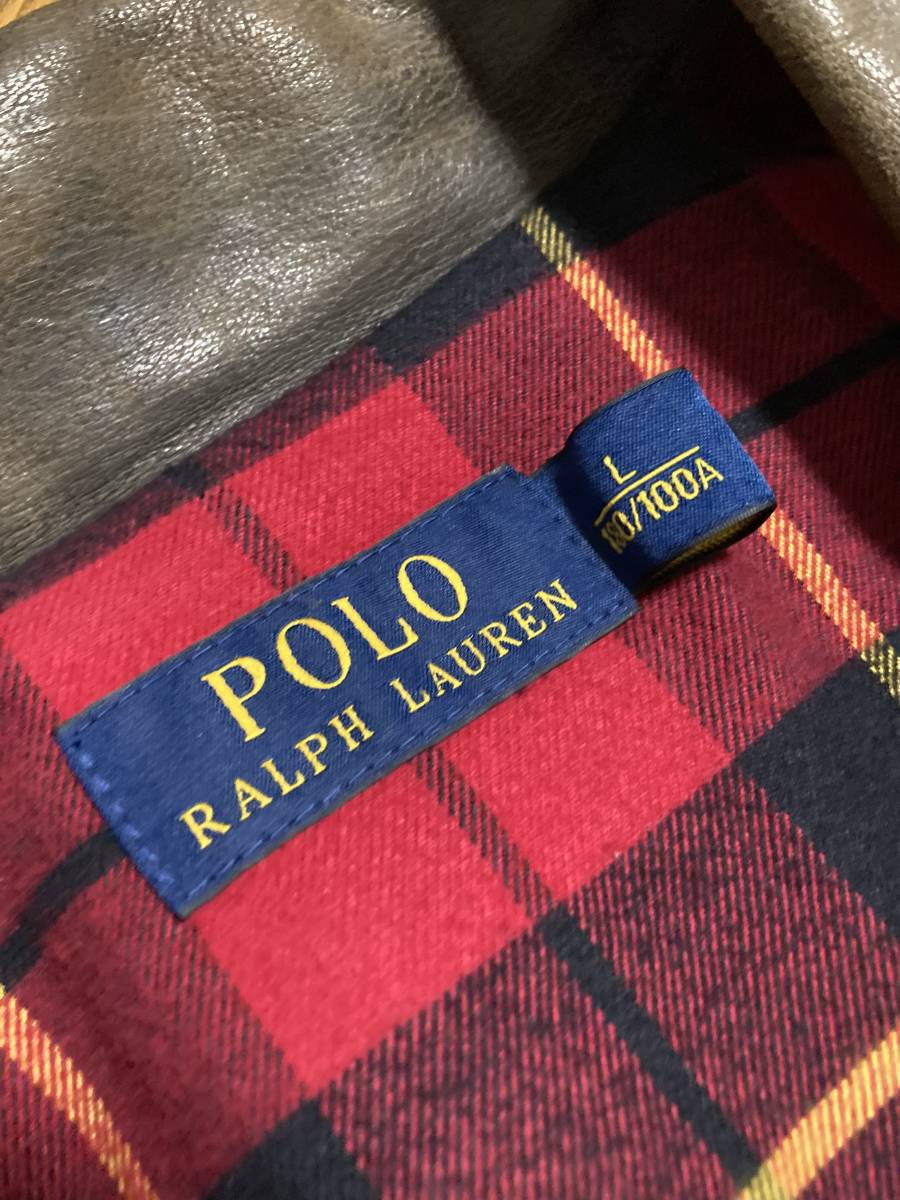 POLO
RALPH LAUREN
L
180/100A